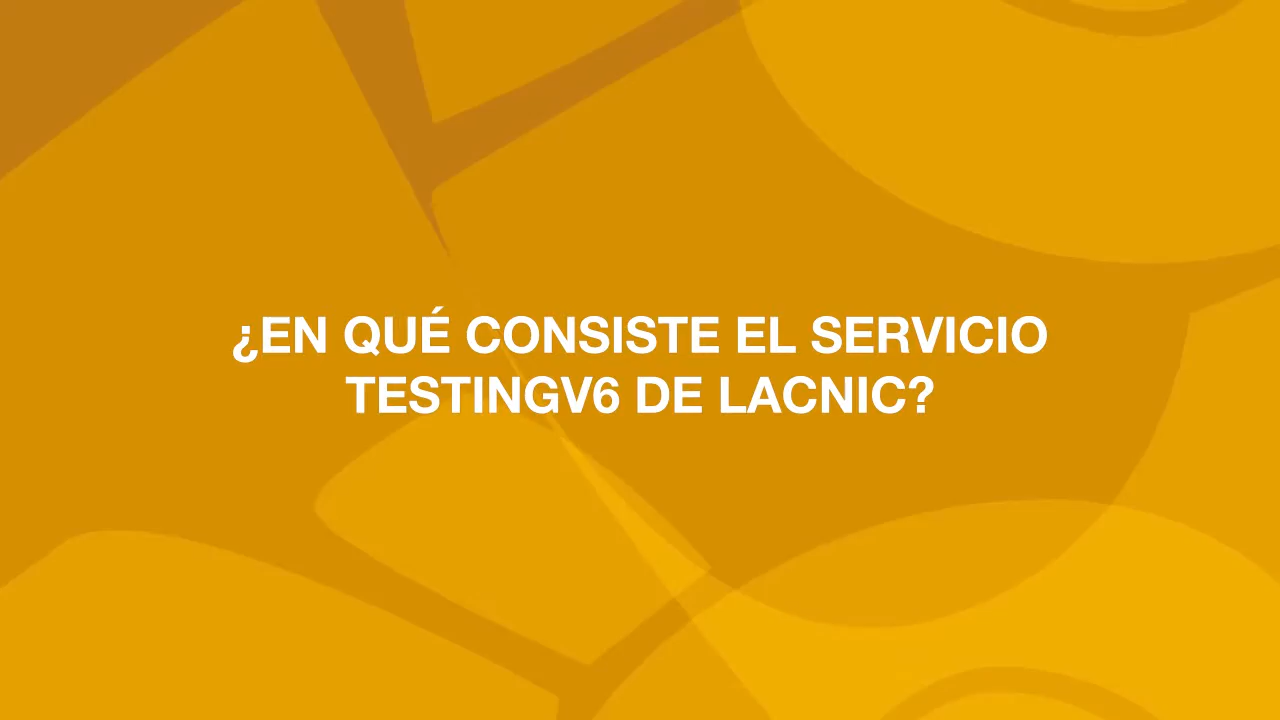 ¿EN QUÉ CONSISTE EL SERVICIO
TESTINGV6 DE LACNIC?